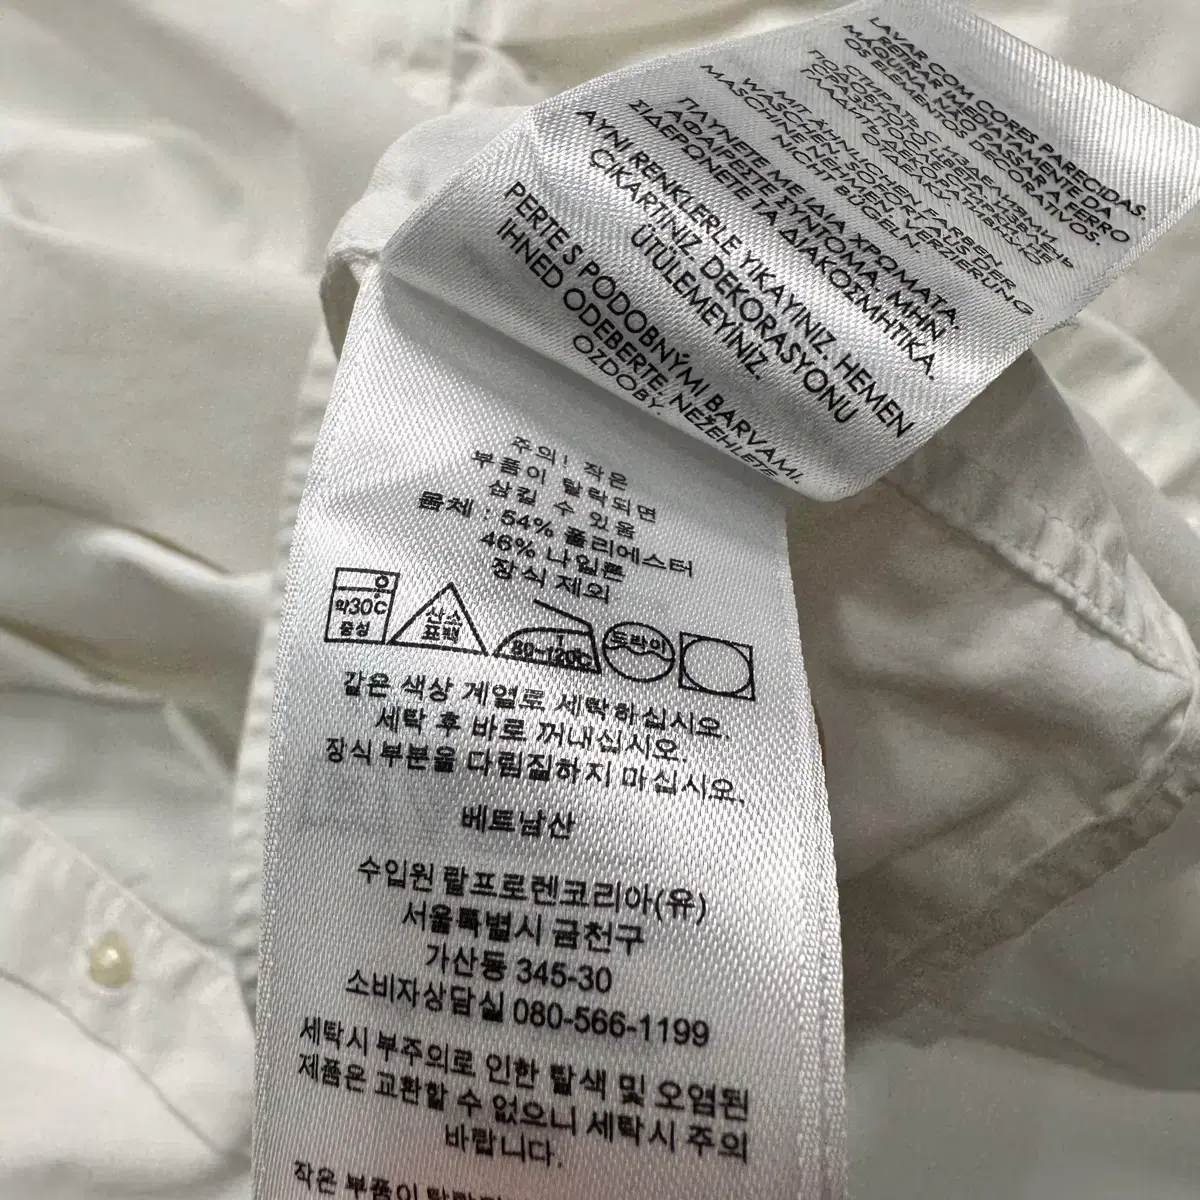 LAVAR COM CORES PARECIDAS.
RETIRAR IMEDIATAMENTE DA
MÁQUINAR. NÃO PASSAR A FERRO
OS ELEMENTOS DECORATIVOS.
СТИРАТЬ С ИЗДЕЛИЯМИ
MIT ÄHNLICHEN FARBEN
WASCHEN. SOFORT AUS DER
MASCHINE NEHMEN. VERZIERUNG
NICHT BÜGELN.
ΠΛΥΝΕΤΕ ΜΕ ΙΔΙΑ ΧΡΩΜΑΤΑ.
ΑΦΑΙΡΕΣΤΕ ΣΥΝΤΟΜΑ. ΜΗΝ
ΣΙΔΕΡΩΝΕΤΕ ΤΑ ΔΙΑΚΟΣΜΗΤΙΚΑ.
AYNI RENKLERLE YIKAYINIZ. HEMEN
ÇIKARTINIZ. DEKORASYONU
ÜTÜLEMEYİNİZ.
PERTE S PODOBNÝMI BARVAMI.
IHNED ODEBERTE. NEŽEHLETE
OZDOBY.
주의! 작은
부품이 탈락되면
삼킬 수 있음
몸체 : 54% 폴리에스터
46% 나일론
장식 제외
약30℃
중성
산소
표백
80~120℃
드라이
같은 색상 계열로 세탁하십시오.
세탁 후 바로 꺼내십시오.
장식 부분을 다림질하지 마십시오.
베트남산
수입원 랄프로렌코리아(유)
서울특별시 금천구
가산동 345-30
소비자상담실 080-566-1199
세탁시 부주의로 인한 탈색 및 오염된
제품은 교환할 수 없으니 세탁시 주의
바랍니다.
작은 부품이